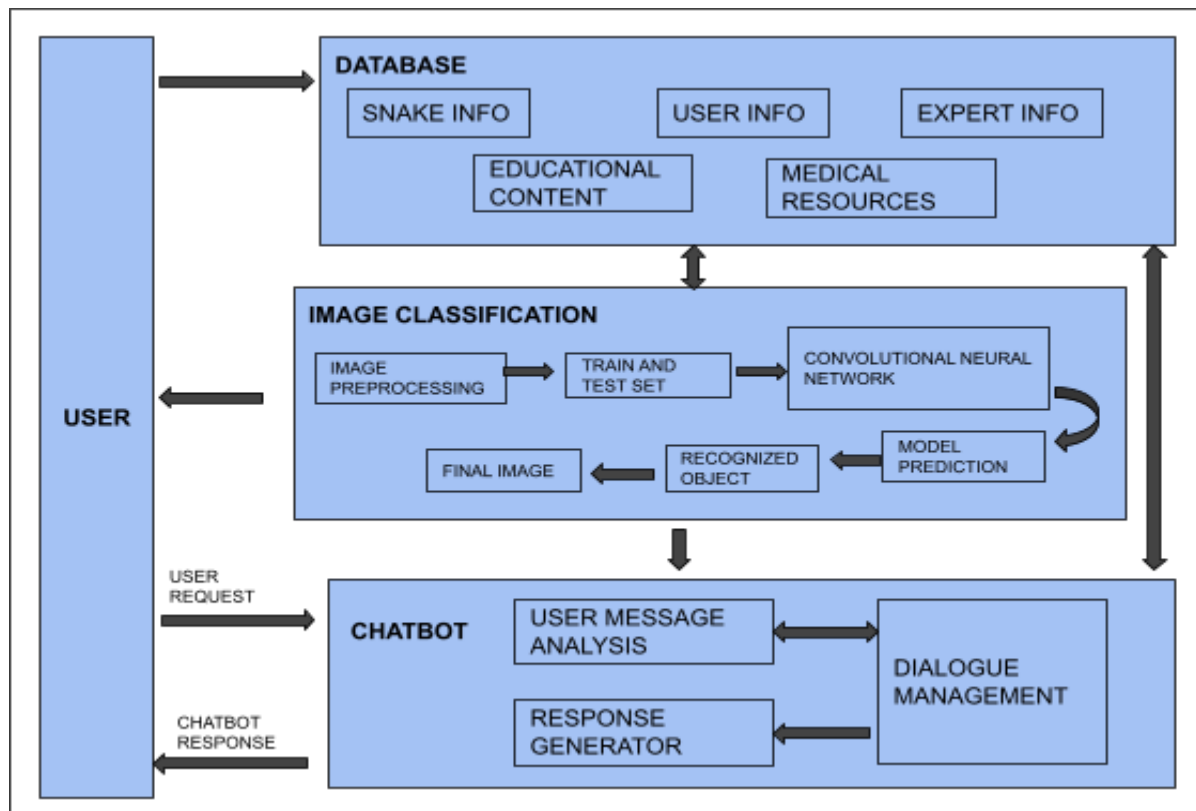 DATABASE
SNAKE INFO
USER INFO
EXPERT INFO
EDUCATIONAL
CONTENT
MEDICAL
RESOURCES
IMAGE CLASSIFICATION
IMAGE
PREPROCESSING
TRAIN AND
TEST SET
CONVOLUTIONAL NEURAL
NETWORK
USER
MODEL
PREDICTION
RECOGNIZED
OBJECT
FINAL IMAGE
USER
REQUEST
CHATBOT
USER MESSAGE
ANALYSIS
DIALOGUE
MANAGEMENT
RESPONSE
GENERATOR
CHATBOT
RESPONSE